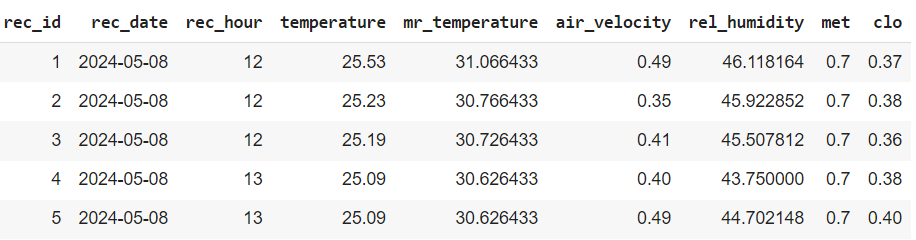 rec_id rec_date rec_hour temperature mr_temperature air_velocity rel_humidity met clo
1 2024-05-08 12 25.53 31.066433 0.49 46.118164 0.7 0.37
2 2024-05-08 12 25.23 30.766433 0.35 45.922852 0.7 0.38
3 2024-05-08 12 25.19 30.726433 0.41 45.507812 0.7 0.36
4 2024-05-08 13 25.09 30.626433 0.40 43.750000 0.7 0.38
5 2024-05-08 13 25.09 30.626433 0.49 44.702148 0.7 0.40